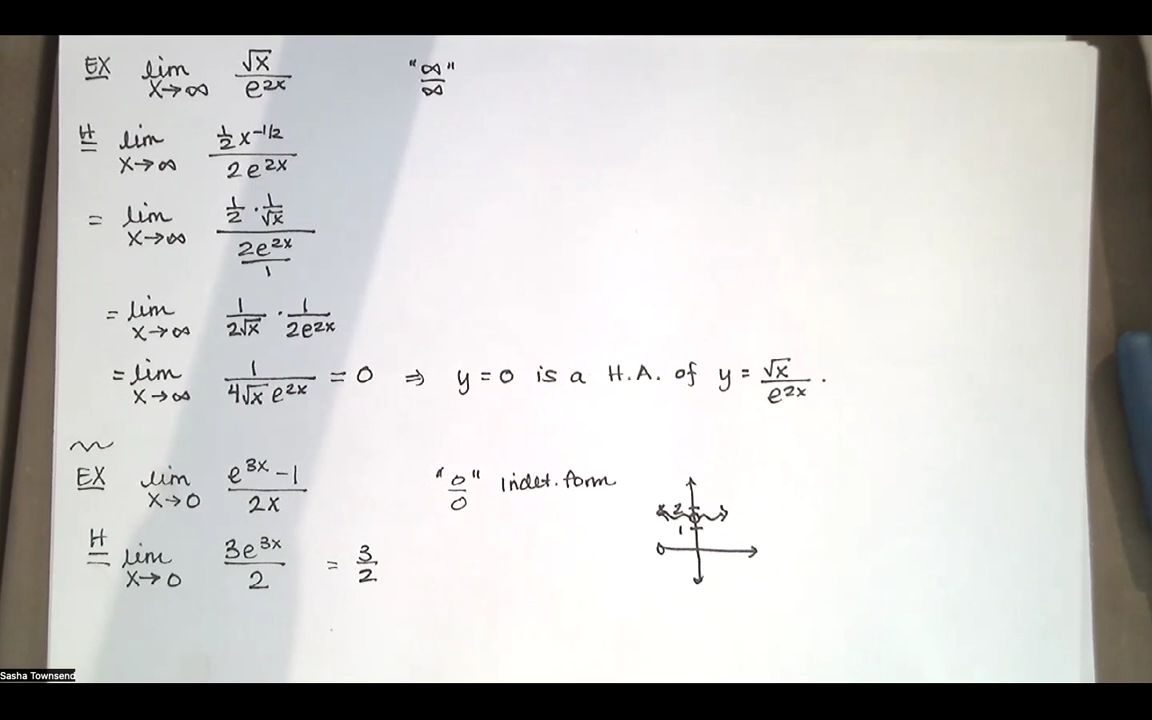 EX lim x→∞ √x / e^2x "∞/∞"
H= lim x→∞ ½x^-1/2 / 2e^2x
= lim x→∞ ½ · 1/√x / 2e^2x/1
= lim x→∞ 1/2√x · 1/2e^2x
= lim x→∞ 1/4√x e^2x = 0 ⇒ y = 0 is a H.A. of y = √x/e^2x .
EX lim x→0 e^3x − 1 / 2x "0/0" indet. form
H= lim x→0 3e^3x / 2 = 3/2
2
1
Sasha Townsend